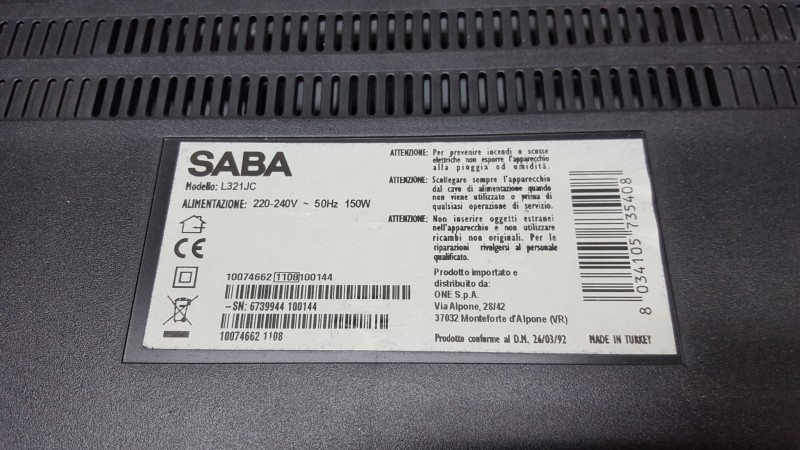 SABA
Modello: L321JC
ALIMENTAZIONE: 220-240V ~ 50Hz 150W
CE
10074662 1108 100144
-SN: 6739944 100144
10074662 1108
ATTENZIONE: Per prevenire incendi o scosse
elettriche non esporre l'apparecchio
alla pioggia od umidità.
ATTENZIONE: Scollegare sempre l'apparecchio
dal cavo di alimentazione quando
non viene utilizzato o prima di
qualsiasi operazione di servizio.
ATTENZIONE: Non inserire oggetti estranei
nell'apparecchio e non utilizzare
ricambi non originali. Per le
riparazioni rivolgersi al personale
qualificato.
Prodotto importato e
distribuito da:
ONE S.p.A.
Via Alpone, 28/42
37032 Monteforte d'Alpone (VR)
Prodotto conforme al D.M. 26/03/92
MADE IN TURKEY
8 034105 735408